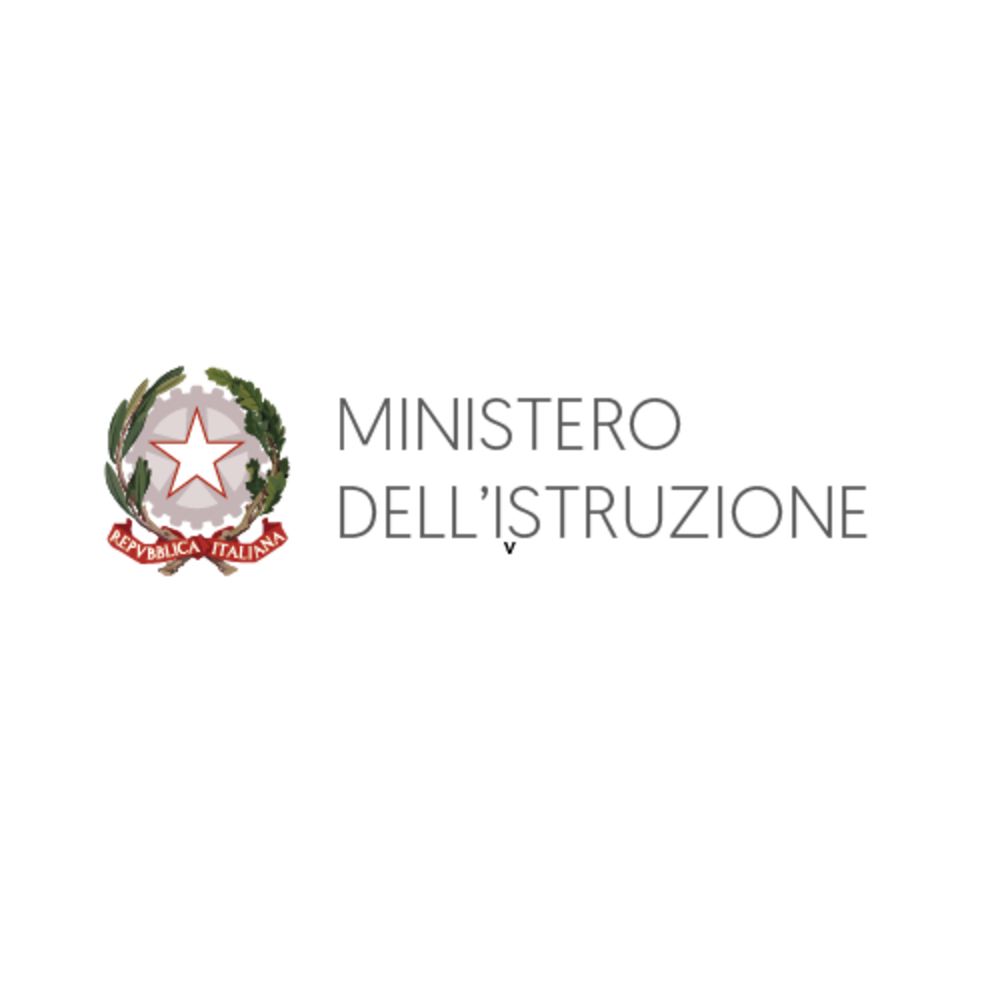 MINISTERO
DELL'ISTRUZIONE
v
REPVBBLICA ITALIANA